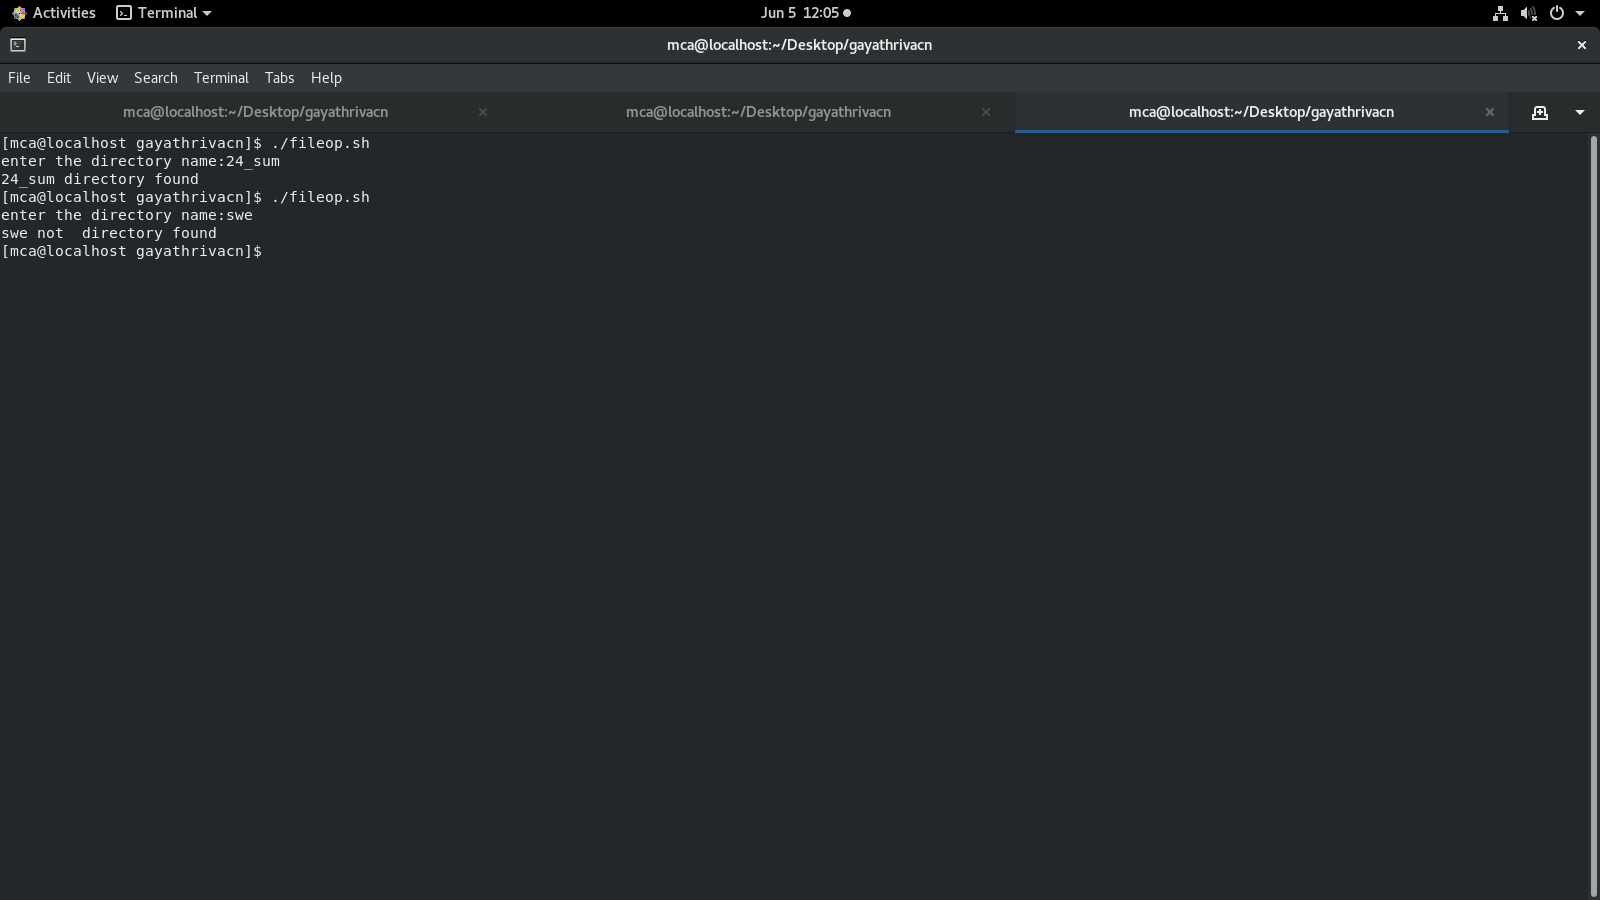 Activities Terminal Jun 5 12:05
mca@localhost:~/Desktop/gayathrivacn
File Edit View Search Terminal Tabs Help
mca@localhost:~/Desktop/gayathrivacn mca@localhost:~/Desktop/gayathrivacn mca@localhost:~/Desktop/gayathrivacn
[mca@localhost gayathrivacn]$ ./fileop.sh
enter the directory name:24_sum
24_sum directory found
[mca@localhost gayathrivacn]$ ./fileop.sh
enter the directory name:swe
swe not  directory found
[mca@localhost gayathrivacn]$